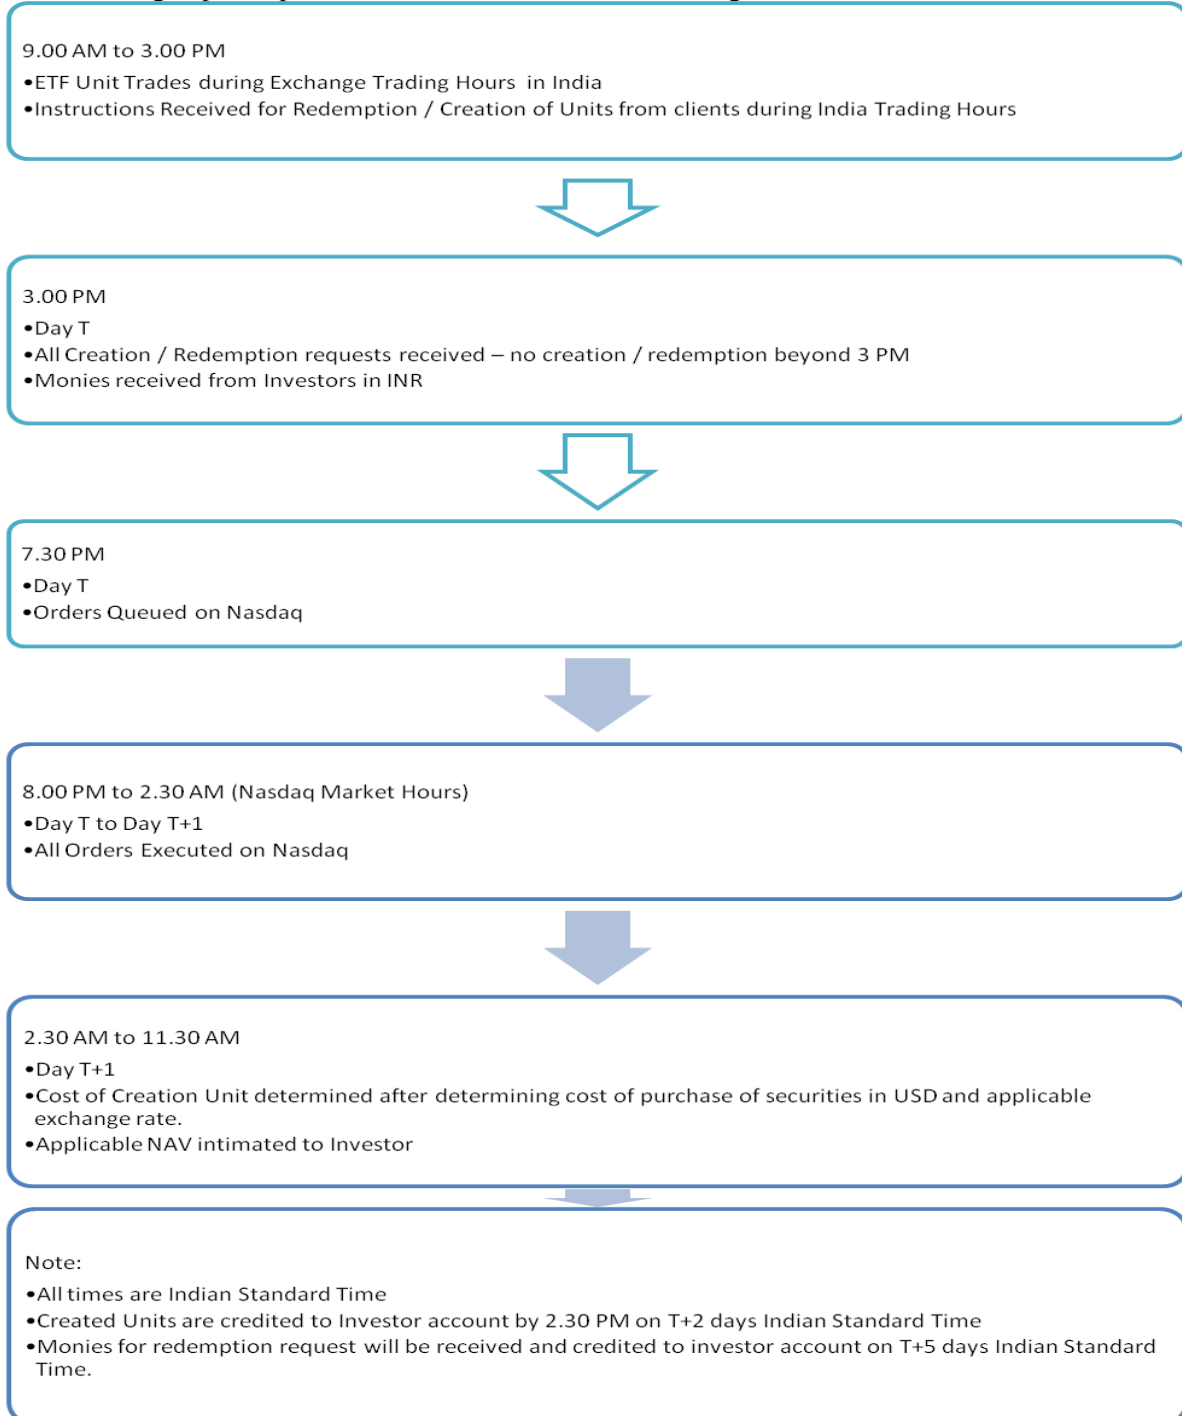 9.00 AM to 3.00 PM
•ETF Unit Trades during Exchange Trading Hours in India
•Instructions Received for Redemption / Creation of Units from clients during India Trading Hours
3.00 PM
•Day T
•All Creation / Redemption requests received – no creation / redemption beyond 3 PM
•Monies received from Investors in INR
7.30 PM
•Day T
•Orders Queued on Nasdaq
8.00 PM to 2.30 AM (Nasdaq Market Hours)
•Day T to Day T+1
•All Orders Executed on Nasdaq
2.30 AM to 11.30 AM
•Day T+1
•Cost of Creation Unit determined after determining cost of purchase of securities in USD and applicable
exchange rate.
•Applicable NAV intimated to Investor
Note:
•All times are Indian Standard Time
•Created Units are credited to Investor account by 2.30 PM on T+2 days Indian Standard Time
•Monies for redemption request will be received and credited to investor account on T+5 days Indian Standard
Time.